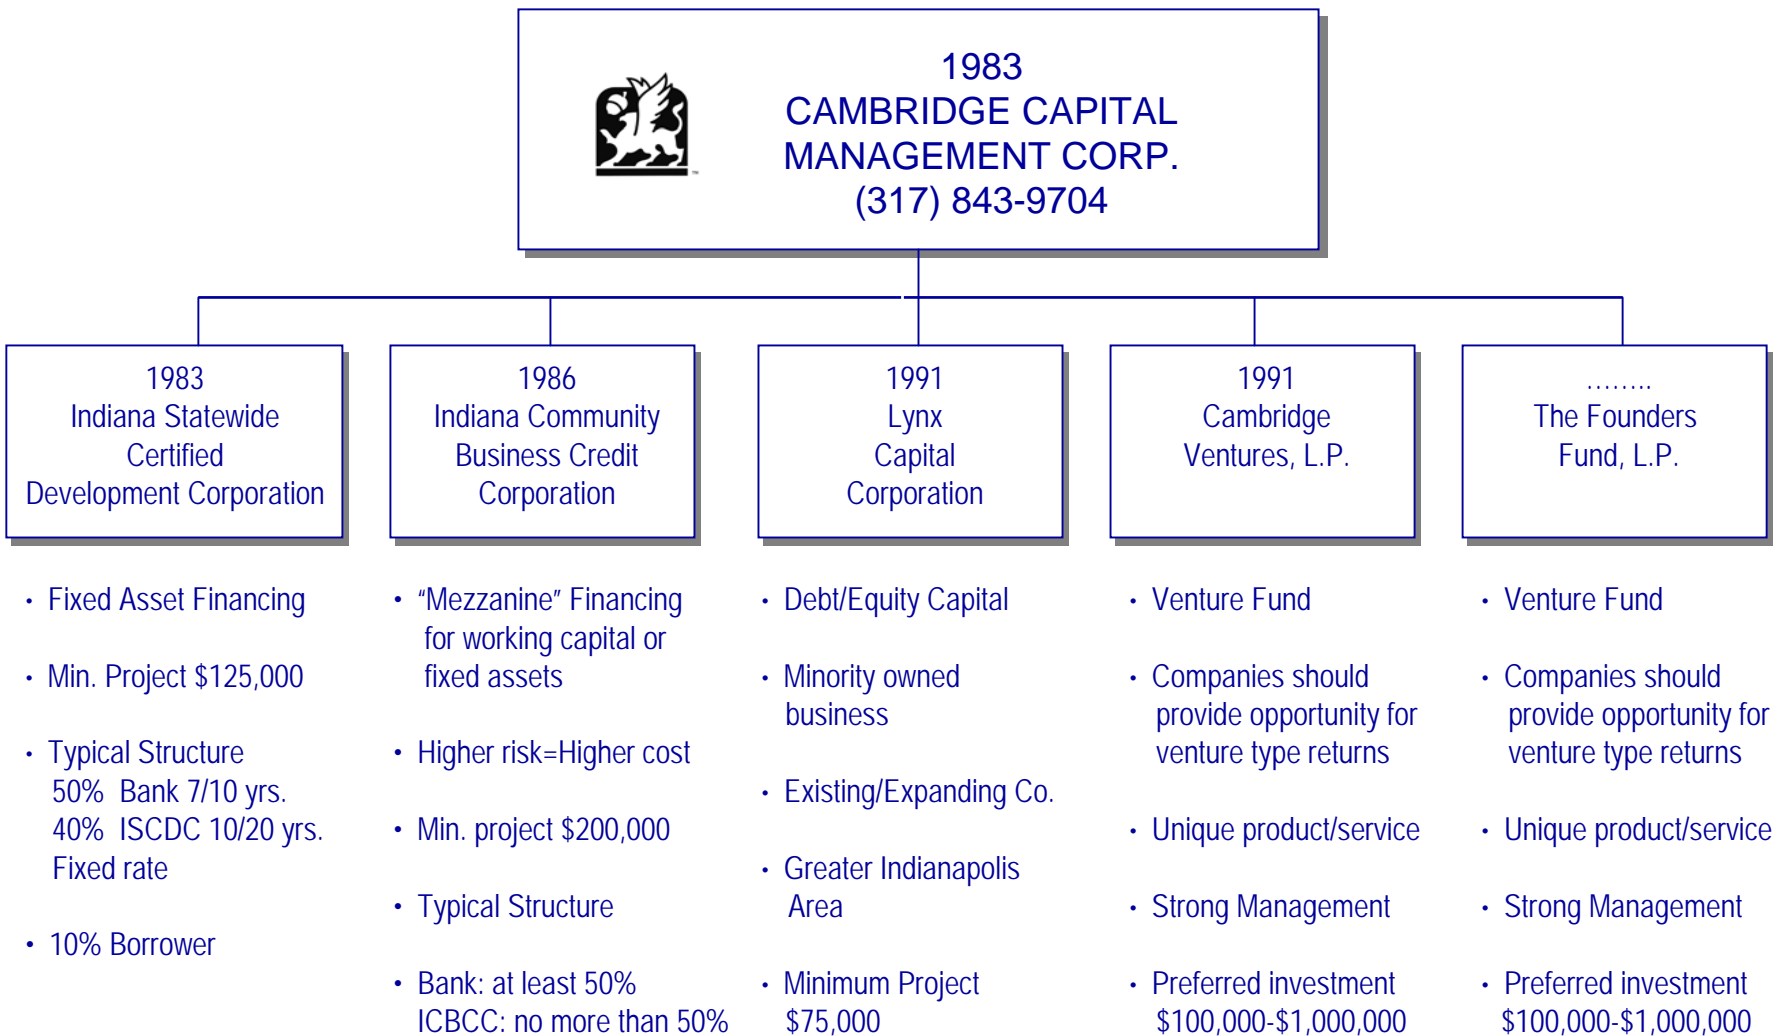 1983
CAMBRIDGE CAPITAL
MANAGEMENT CORP.
(317) 843-9704
1983
Indiana Statewide
Certified
Development Corporation
1986
Indiana Community
Business Credit
Corporation
1991
Lynx
Capital
Corporation
1991
Cambridge
Ventures, L.P.
........
The Founders
Fund, L.P.
• Fixed Asset Financing
• Min. Project $125,000
• Typical Structure
50% Bank 7/10 yrs.
40% ISCDC 10/20 yrs.
Fixed rate
• 10% Borrower
• “Mezzanine” Financing
for working capital or
fixed assets
• Higher risk=Higher cost
• Min. project $200,000
• Typical Structure
• Bank: at least 50%
ICBCC: no more than 50%
• Debt/Equity Capital
• Minority owned
business
• Existing/Expanding Co.
• Greater Indianapolis
Area
• Minimum Project
$75,000
• Venture Fund
• Companies should
provide opportunity for
venture type returns
• Unique product/service
• Strong Management
• Preferred investment
$100,000-$1,000,000
• Venture Fund
• Companies should
provide opportunity for
venture type returns
• Unique product/service
• Strong Management
• Preferred investment
$100,000-$1,000,000